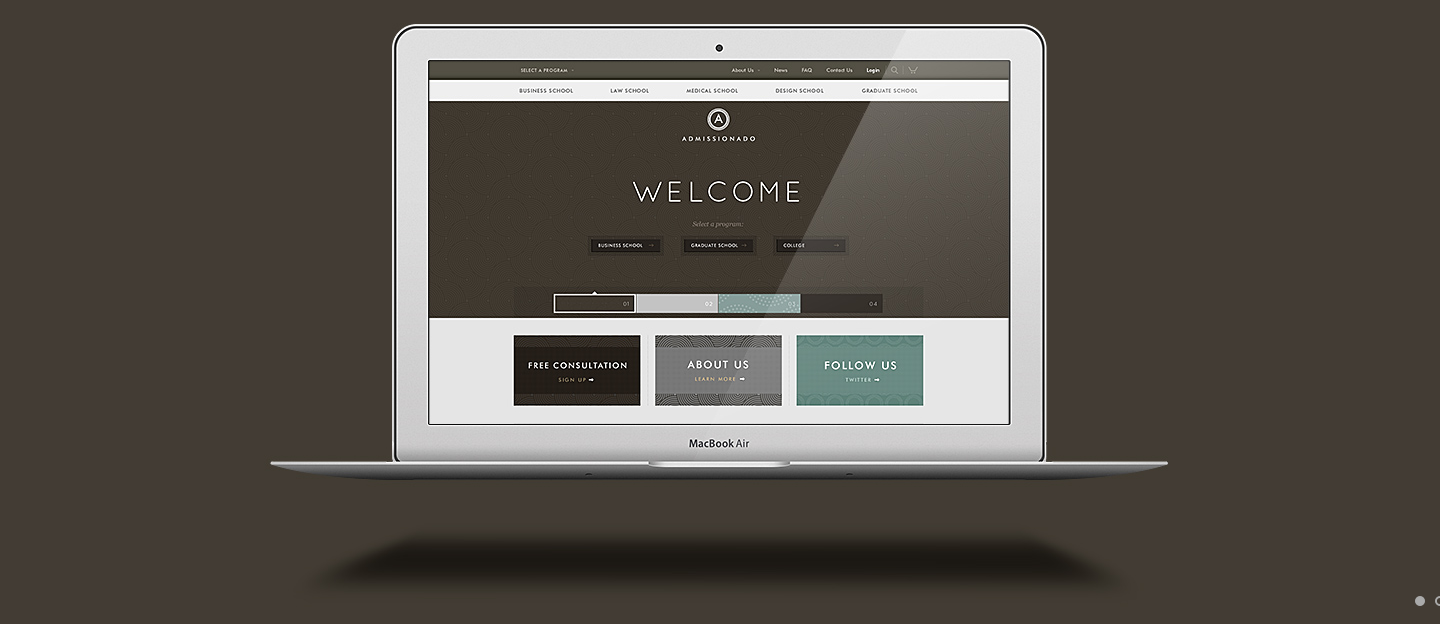 SELECT A PROGRAM
About Us News FAQ Contact Us Login
BUSINESS SCHOOL LAW SCHOOL MEDICAL SCHOOL DESIGN SCHOOL GRADUATE SCHOOL
A
ADMISSIONADO
WELCOME
Select a program:
BUSINESS SCHOOL → GRADUATE SCHOOL → COLLEGE →
01 02 03 04
FREE CONSULTATION ABOUT US FOLLOW US
SIGN UP ➡ LEARN MORE ➡ TWITTER ➡
MacBook Air